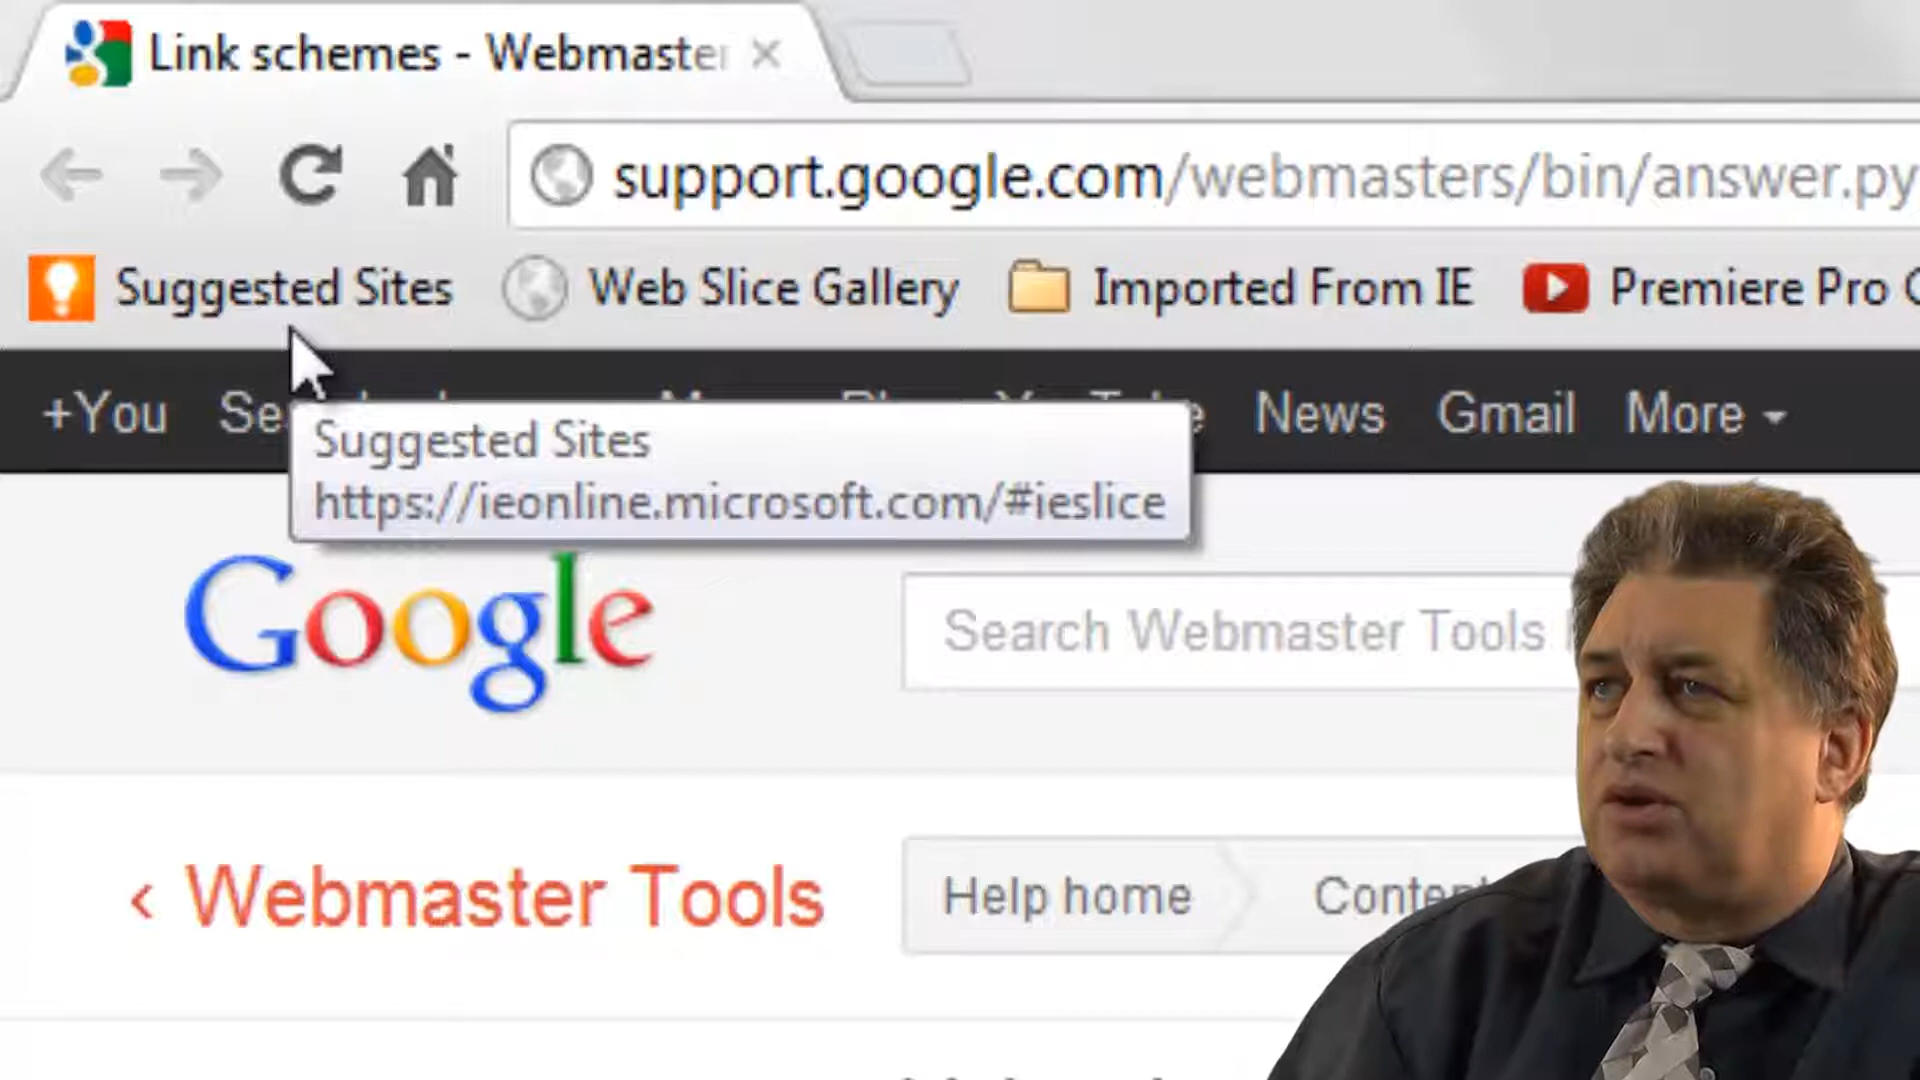 Link schemes - Webmaster
support.google.com/webmasters/bin/answer.py
Suggested Sites
Web Slice Gallery
Imported From IE
Premiere Pro
+You
News
Gmail
More
Suggested Sites
https://ieonline.microsoft.com/#ieslice
Google
Search Webmaster Tools
< Webmaster Tools
Help home